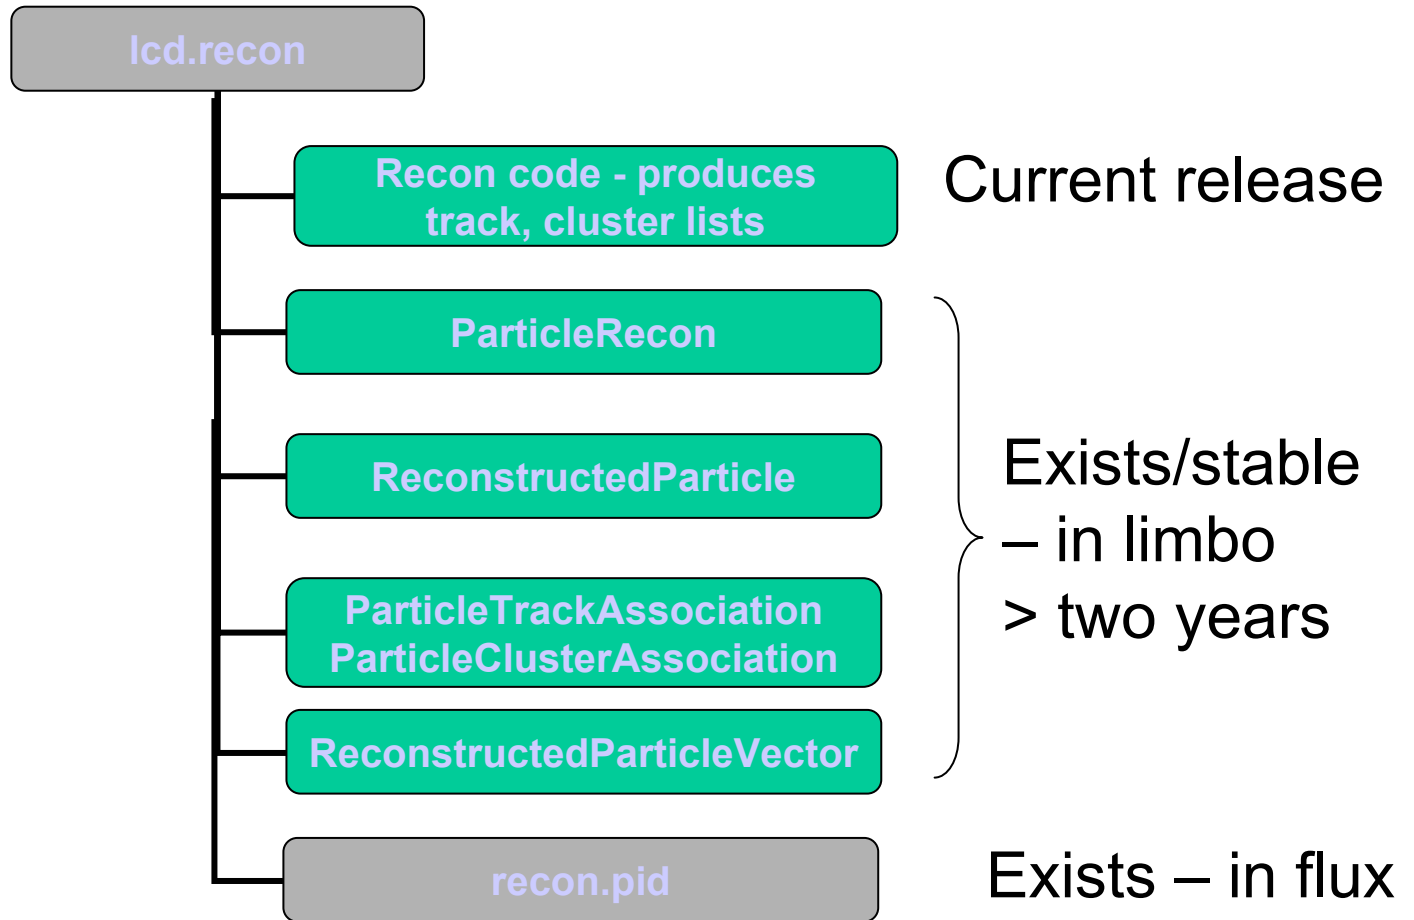 lcd.recon
Recon code - produces
track, cluster lists
Current release
ParticleRecon
ReconstructedParticle
Exists/stable
– in limbo
> two years
ParticleTrackAssociation
ParticleClusterAssociation
ReconstructedParticleVector
recon.pid
Exists – in flux